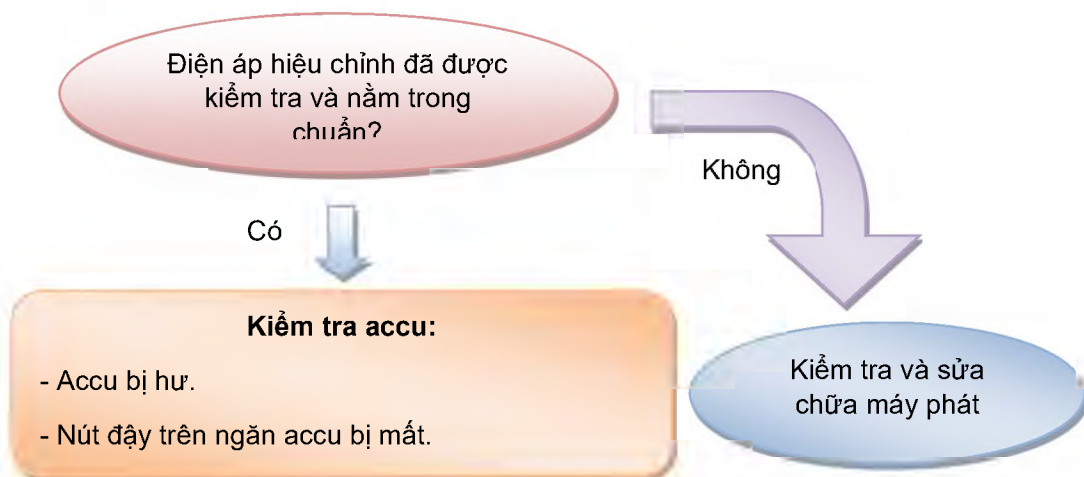 Điện áp hiệu chỉnh đã được
kiểm tra và nằm trong
chuẩn?
Không
Có
Kiểm tra accu:
- Accu bị hư.
- Nút đậy trên ngăn accu bị mất.
Kiểm tra và sửa
chữa máy phát